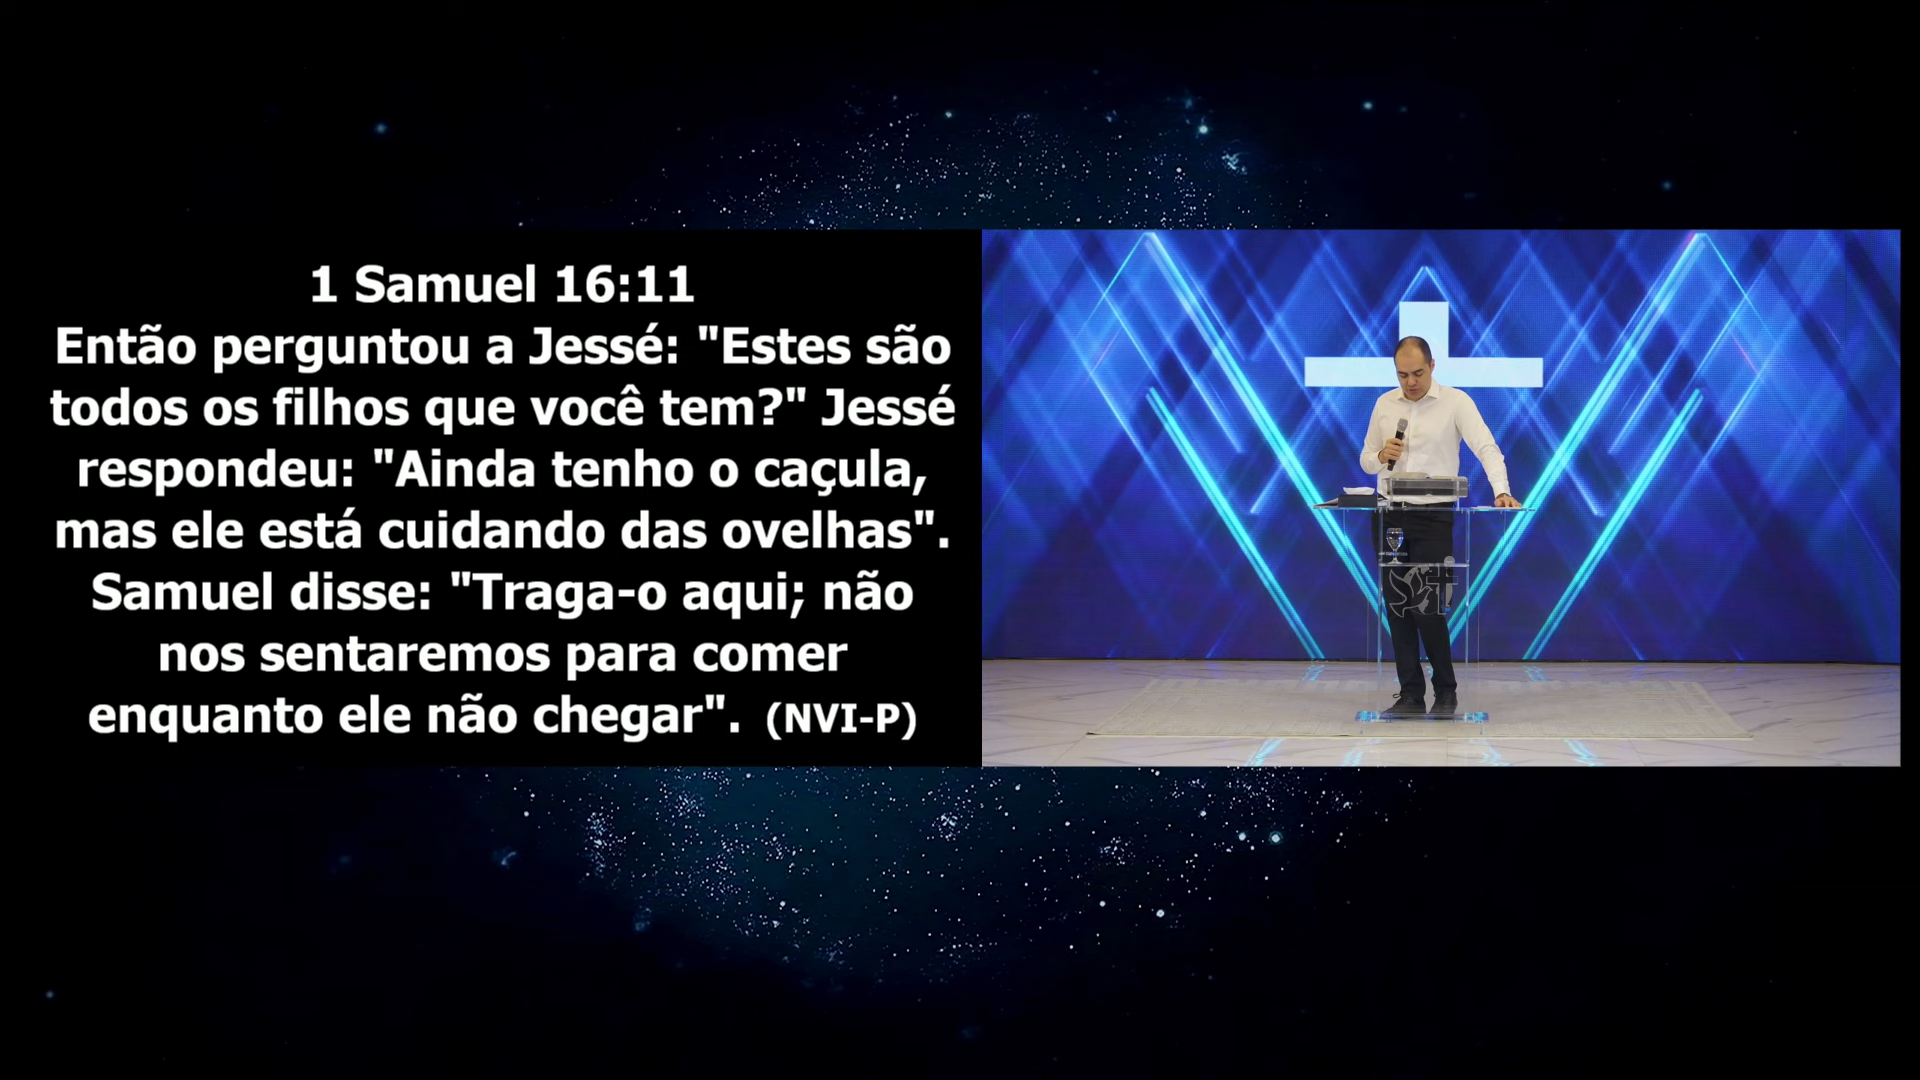 1 Samuel 16:11
Então perguntou a Jessé: "Estes são
todos os filhos que você tem?" Jessé
respondeu: "Ainda tenho o caçula,
mas ele está cuidando das ovelhas".
Samuel disse: "Traga-o aqui; não
nos sentaremos para comer
enquanto ele não chegar". (NVI-P)